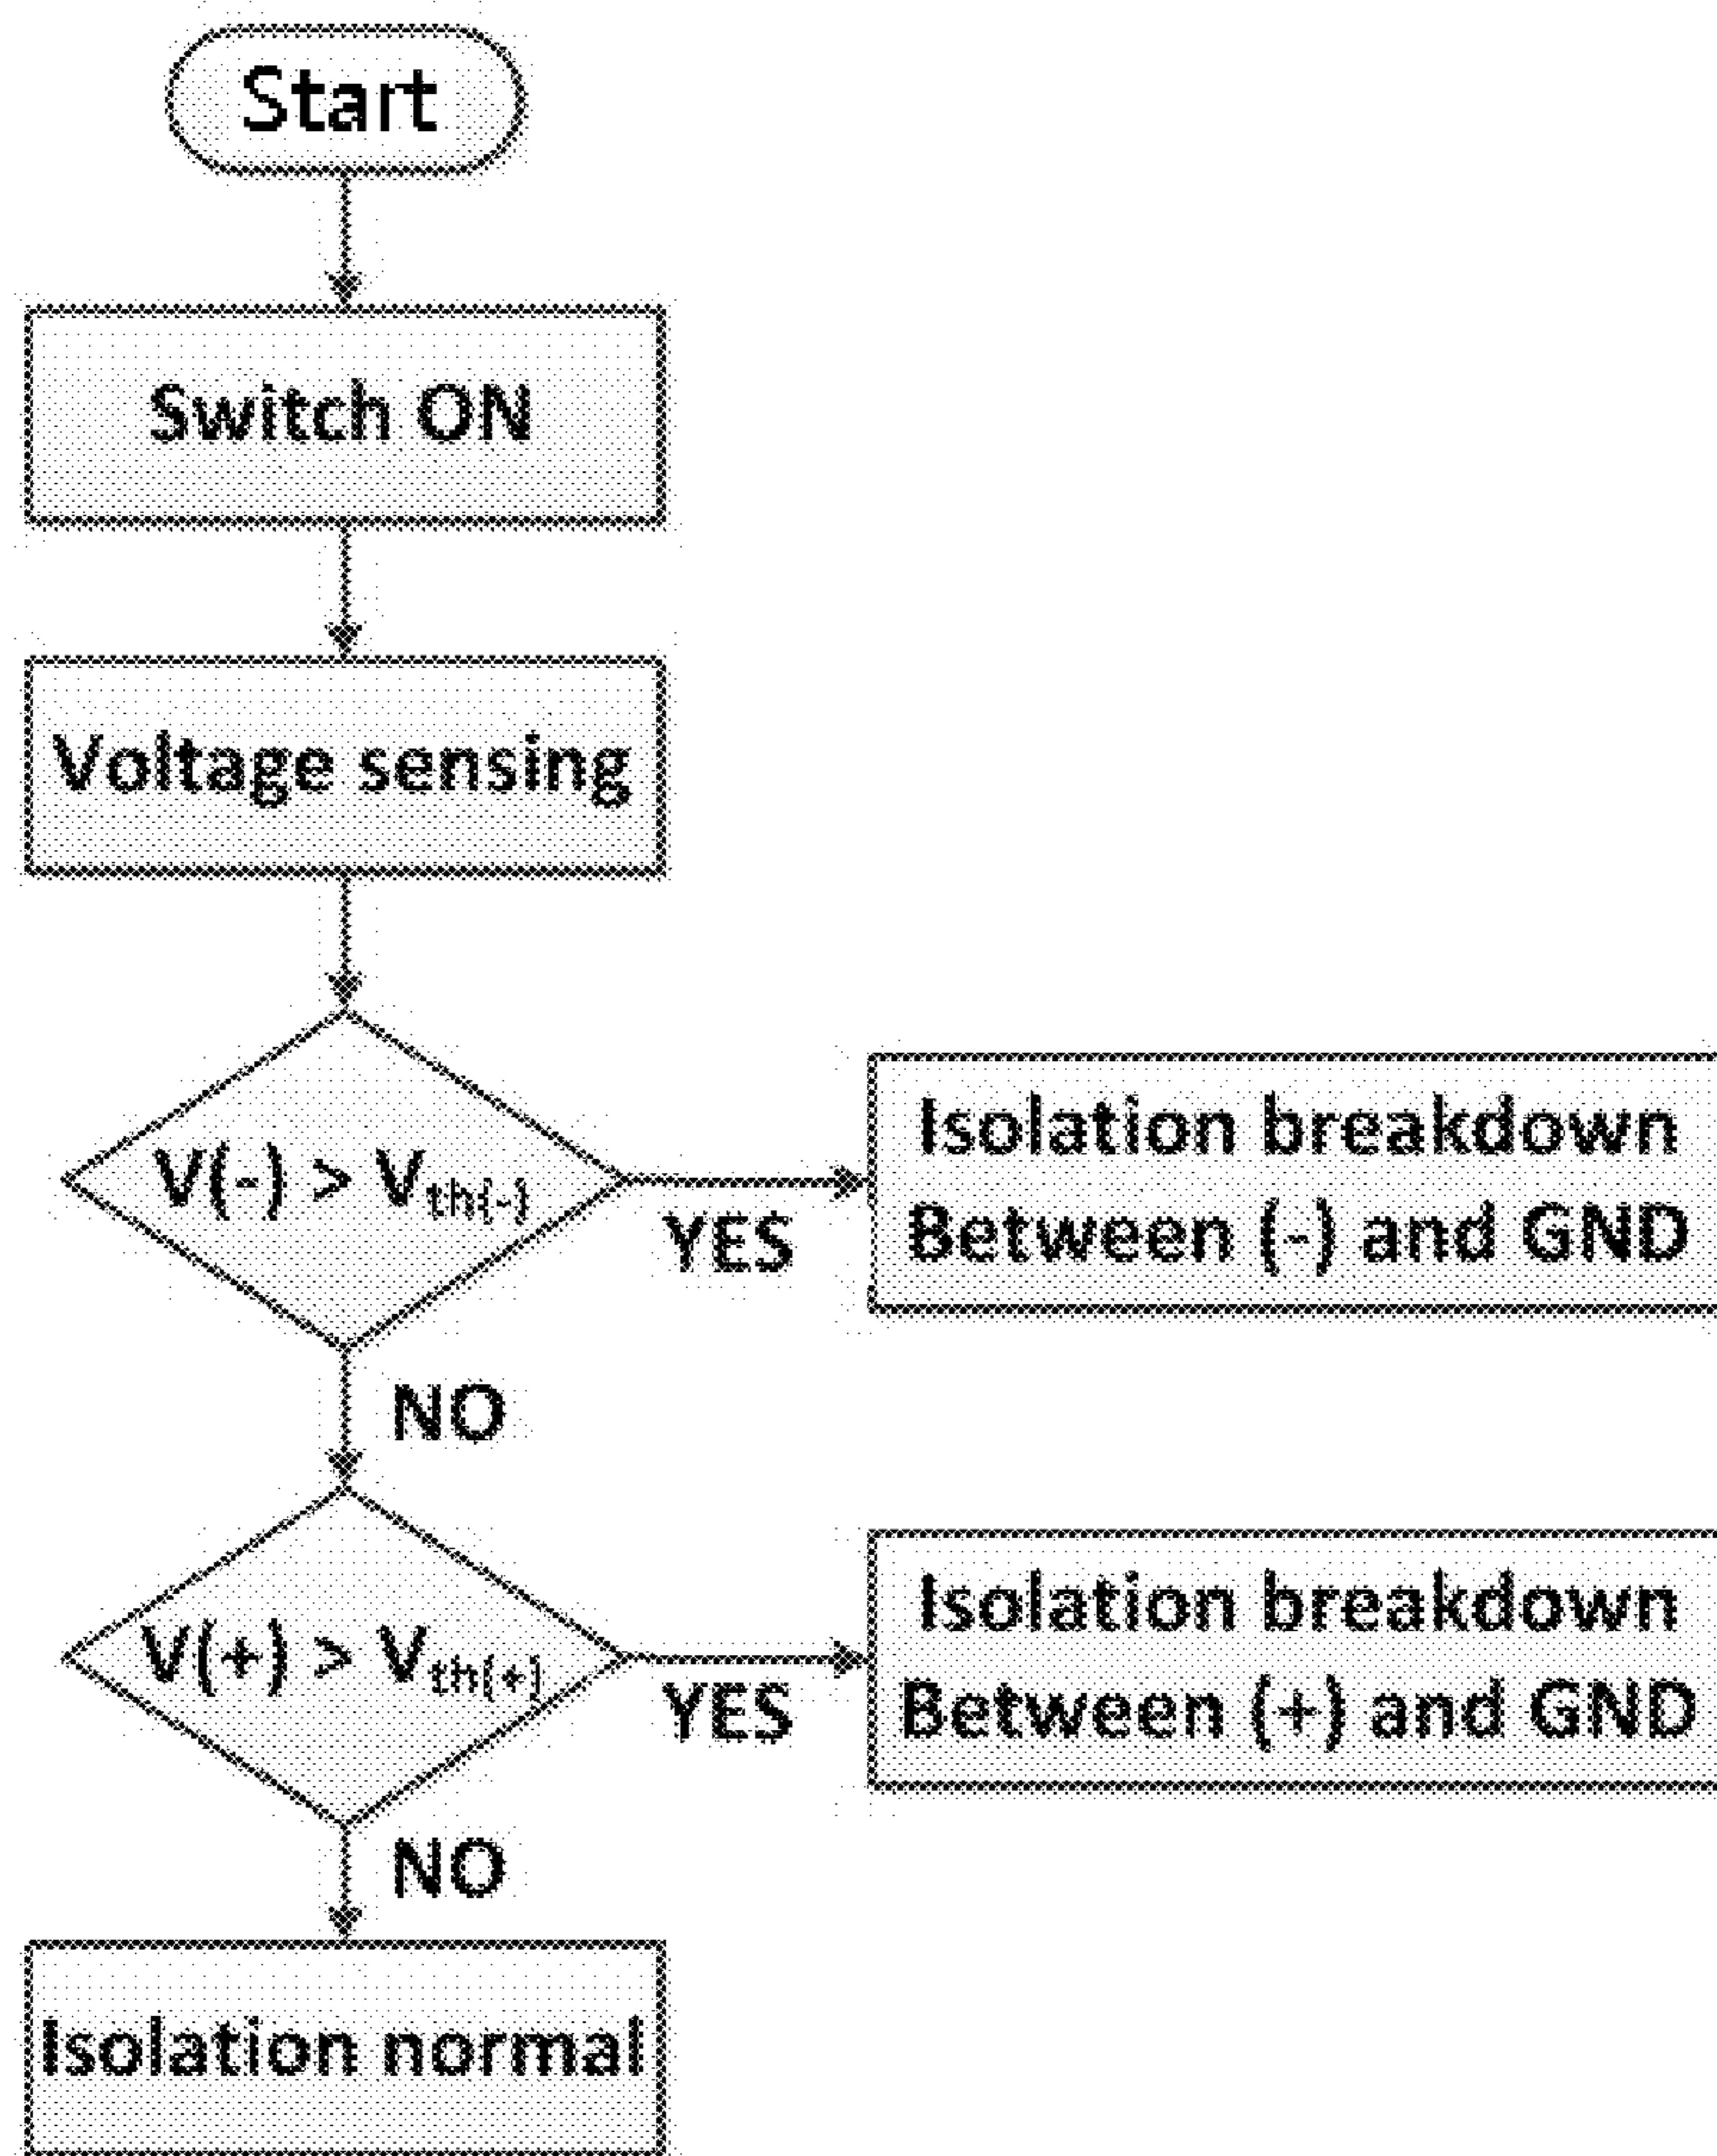 Start
Switch ON
Voltage sensing
V(-) > Vth(-)
YES
Isolation breakdown
Between (-) and GND
NO
V(+) > Vth(+)
YES
Isolation breakdown
Between (+) and GND
NO
Isolation normal